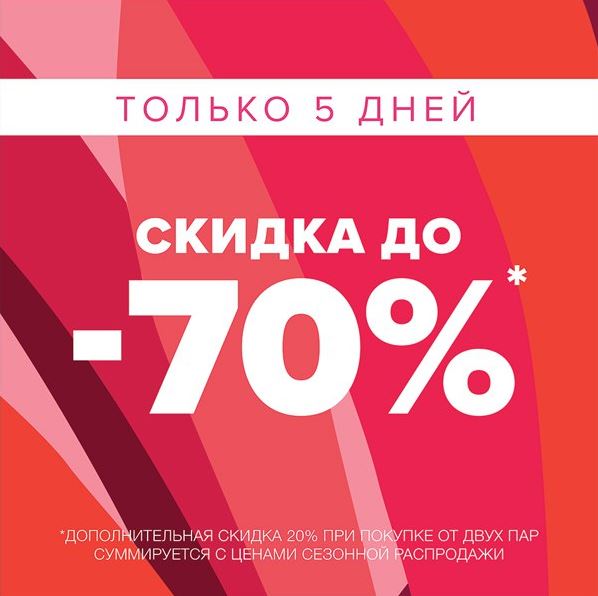 ТОЛЬКО 5 ДНЕЙ
СКИДКА ДО
-70%*
*ДОПОЛНИТЕЛЬНАЯ СКИДКА 20% ПРИ ПОКУПКЕ ОТ ДВУХ ПАР
СУММИРУЕТСЯ С ЦЕНАМИ СЕЗОННОЙ РАСПРОДАЖИ